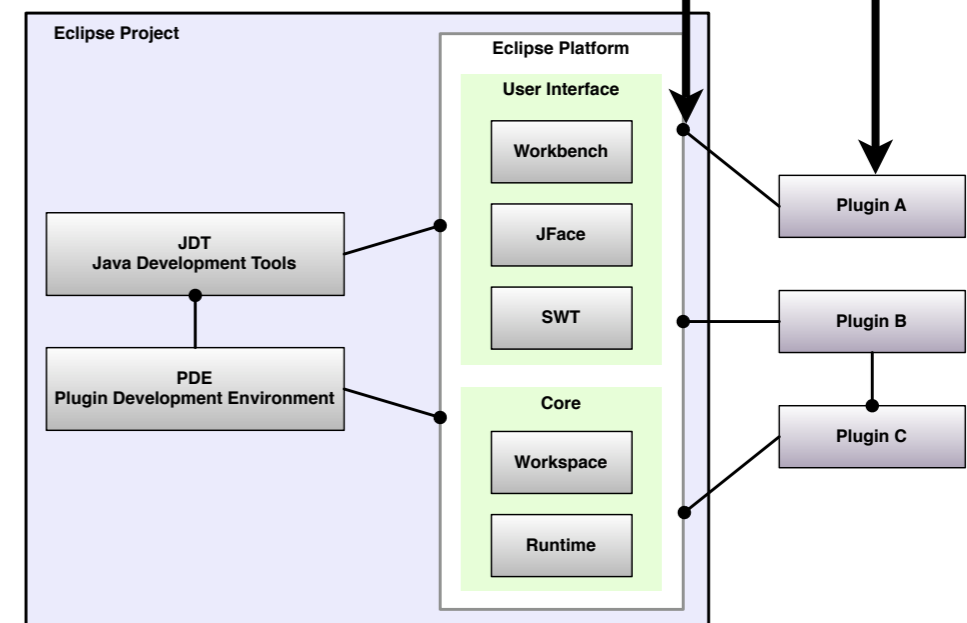 Eclipse Project
Eclipse Platform
User Interface
Workbench
JFace
SWT
Core
Workspace
Runtime
JDT
Java Development Tools
PDE
Plugin Development Environment
Plugin A
Plugin B
Plugin C